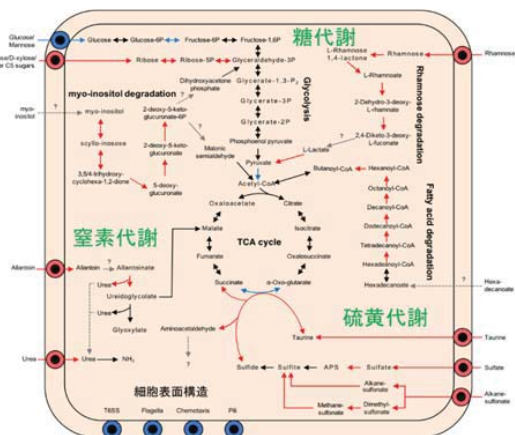 Glucose/
Mannose
Glucose
Glucose-6P
Fructose-6P
Fructose-1,6P
糖代謝
ose/D-xylose/
or C5 sugars
Ribose
Ribose-5P
Glyceraldehyde-3P
L-Rhamnose
1,4-lactone
Rhamnose
Rhamnose
Dihydroxyacetone
phosphate
Glycerate-1,3-P₂
L-Rhamnoate
myo-inositol degradation
Glycolysis
Rhamnose degradation
myo-
inositol
?
myo-inositol
2-deoxy-5-keto-
gluconate-6P
?
?
Glycerate-3P
2-Dehydro-3-deoxy-
L-rhamnate
Glycerate-2P
scyllo-inosose
2-deoxy-5-keto-
gluconate
Malonic
semialdehyde
Phosphoenol pyruvate
L-Lactate
2,4-Diketo-3-deoxy-
L-fuconate
Pyruvate
3,5/4-trihydroxy-
cyclohexa-1,2-dione
5-deoxy-
glucuronate
Acetyl-CoA
Butanoyl-CoA
Hexanoyl-CoA
Octanoyl-CoA
Oxaloacetate
Citrate
Decanoyl-CoA
Fatty acid degradation
窒素代謝
Malate
Isocitrate
Dodecanoyl-CoA
TCA cycle
Tetradecanoyl-CoA
Allantoin
Allantoin
?
Allantoinate
Fumarate
Oxalosuccinate
Hexadeanoyl-CoA
Urea
Succinate
α-Oxo-glutarate
Hexadecanoate
?
Hexa-
decanoate
Ureidoglycolate
Urea
硫黄代謝
Glyoxylate
Aminoacetaldehyde
Taurine
Taurine
Urea
Urea
NH₃
?
Sulfide
Sulfite
APS
Sulfate
Sulfate
細胞表面構造
Alkane-
sulfonate
Alkane-
sulfonate
Methane-
sulfonate
Dimethyl-
sulfonate
T6SS
Flagella
Chemotaxis
Pili